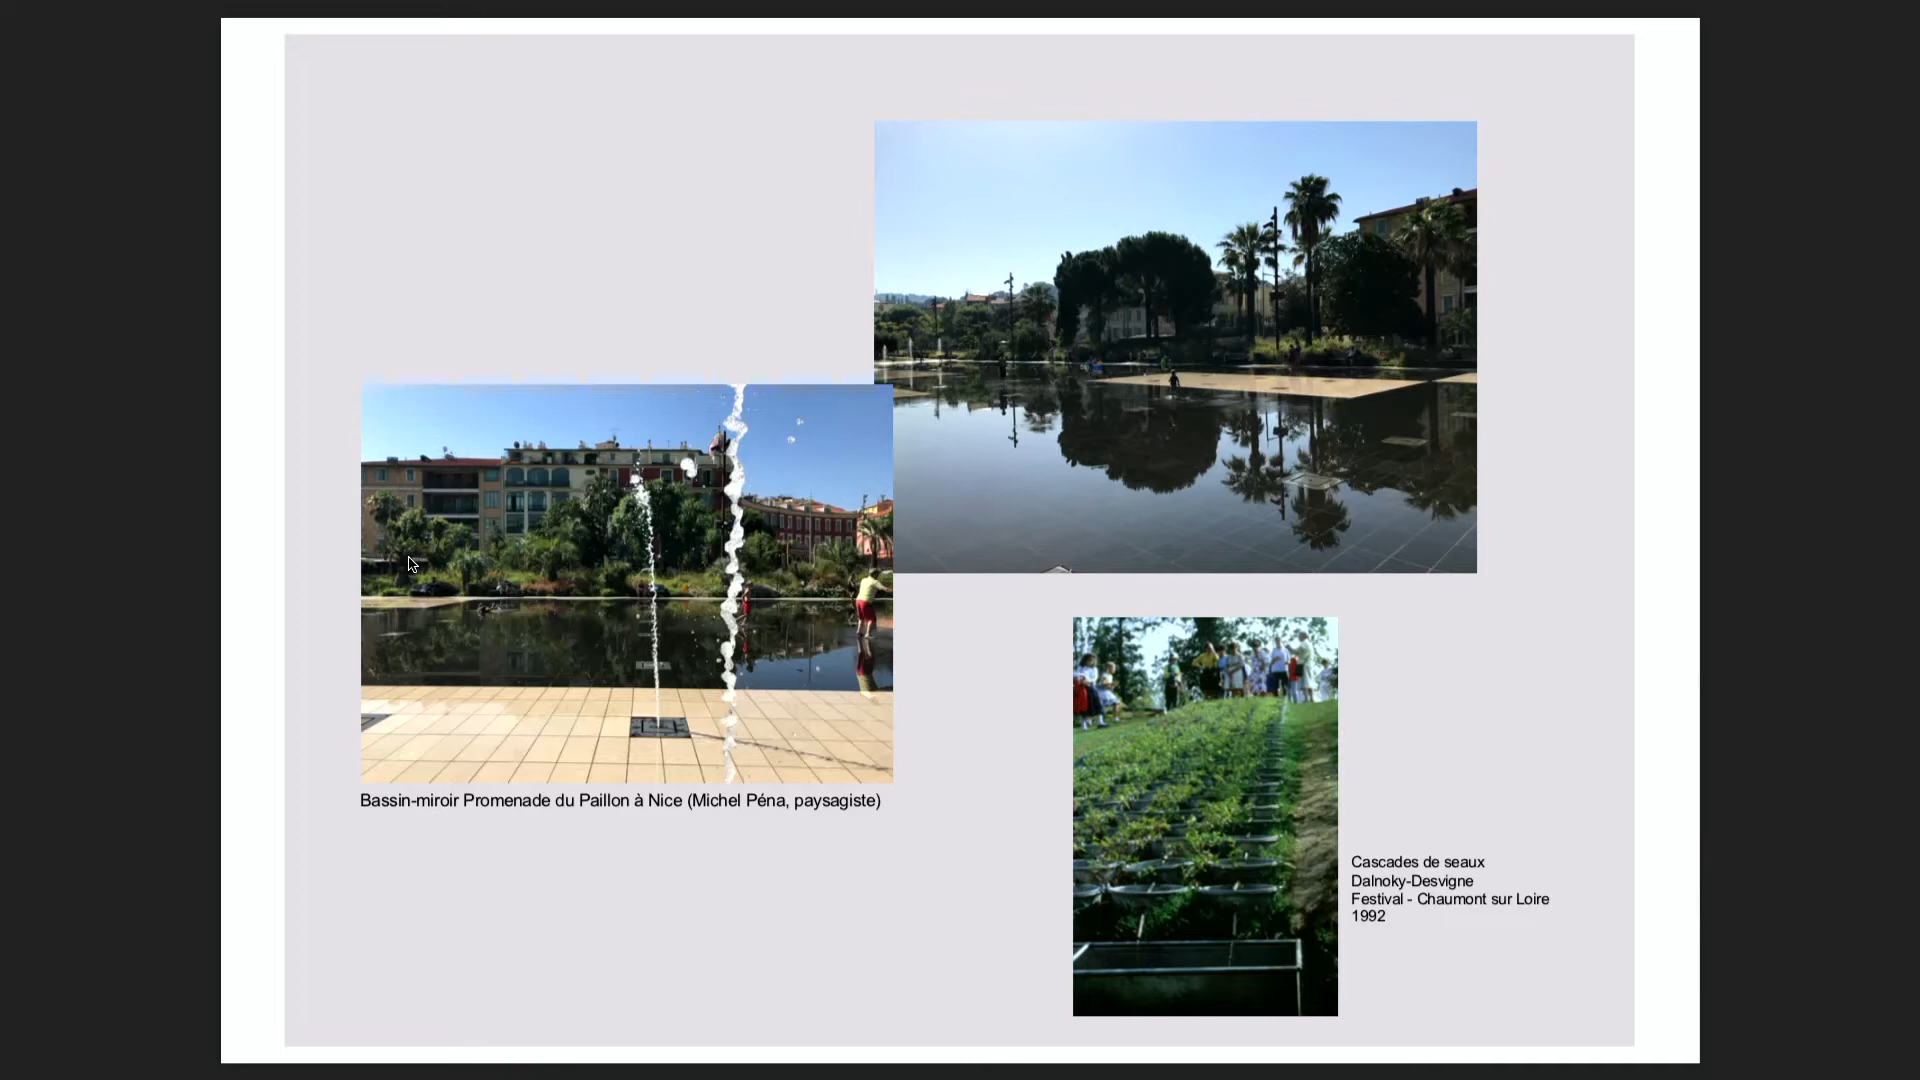 Bassin-miroir Promenade du Paillon à Nice (Michel Péna, paysagiste)
Cascades de seaux
Dalnoky-Desvigne
Festival - Chaumont sur Loire
1992